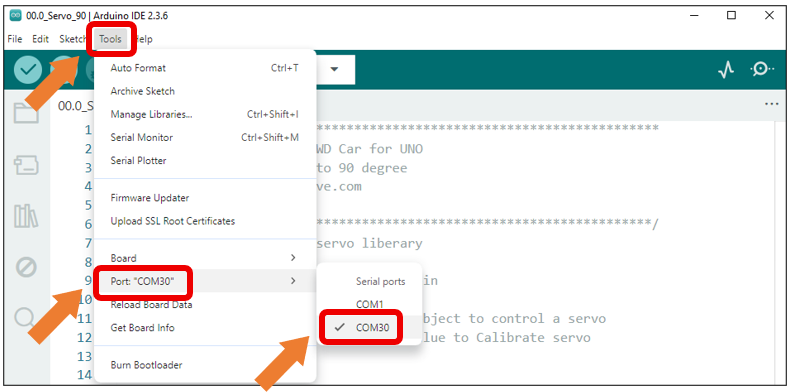 00.0_Servo_90 | Arduino IDE 2.3.6
File Edit Sketch Tools Help
Auto Format Ctrl+T
Archive Sketch
Manage Libraries... Ctrl+Shift+I
Serial Monitor Ctrl+Shift+M
Serial Plotter
Firmware Updater
Upload SSL Root Certificates
Board
Port: "COM30"
Reload Board Data
Get Board Info
Burn Bootloader
Serial ports
COM1
COM30
00.0_S
...
1 *******************************************
2 WD Car for UNO
3 to 90 degree
4 ve.com
5
6 *******************************************/
7 servo liberary
8
9 in
10
11 bject to control a servo
12 lue to Calibrate servo
13
14